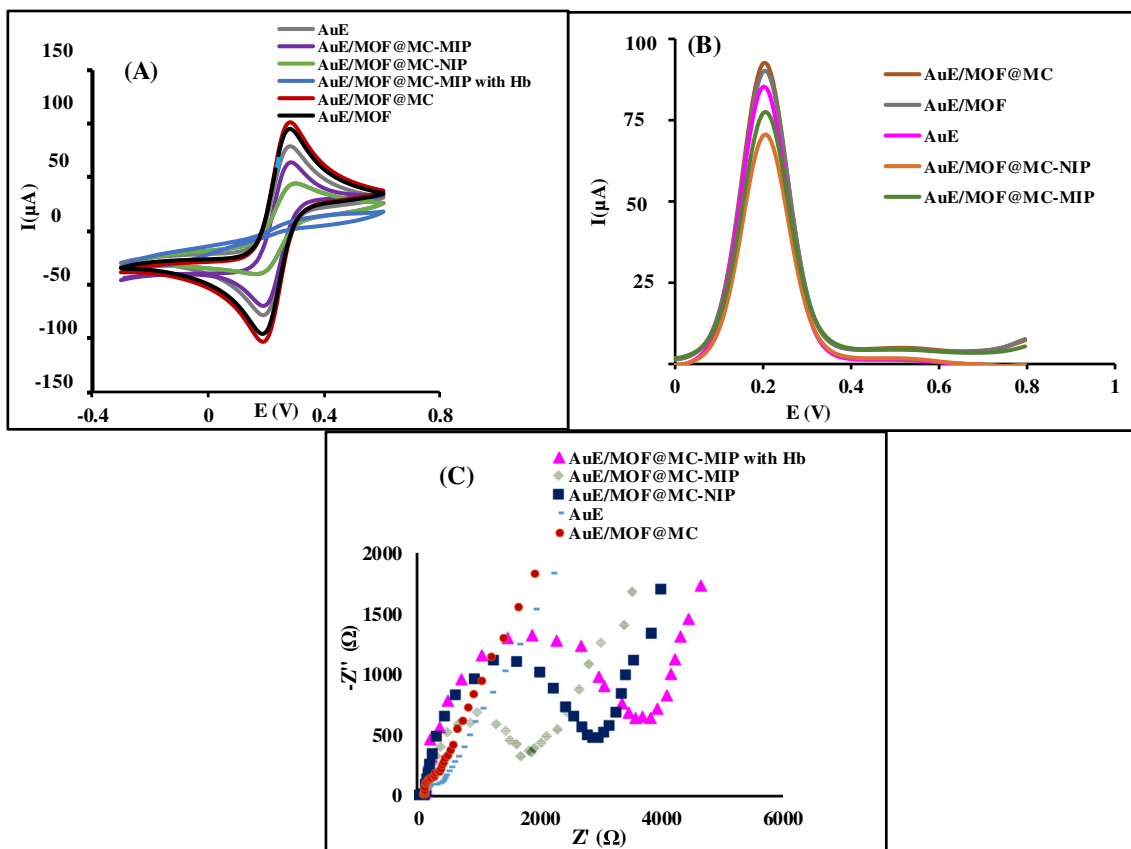 (A)
AuE
AuE/MOF@MC-MIP
AuE/MOF@MC-NIP
AuE/MOF@MC-MIP with Hb
AuE/MOF@MC
AuE/MOF
I(µA)
150
100
50
0
-50
-100
-150
-0.4
0
0.4
0.8
E (V)
(B)
AuE/MOF@MC
AuE/MOF
AuE
AuE/MOF@MC-NIP
AuE/MOF@MC-MIP
I(µA)
100
75
50
25
0
0.2
0.4
0.6
0.8
1
E (V)
(C)
AuE/MOF@MC-MIP with Hb
AuE/MOF@MC-MIP
AuE/MOF@MC-NIP
AuE
AuE/MOF@MC
-Z'' (Ω)
2000
1500
1000
500
0
0
2000
4000
6000
Z' (Ω)